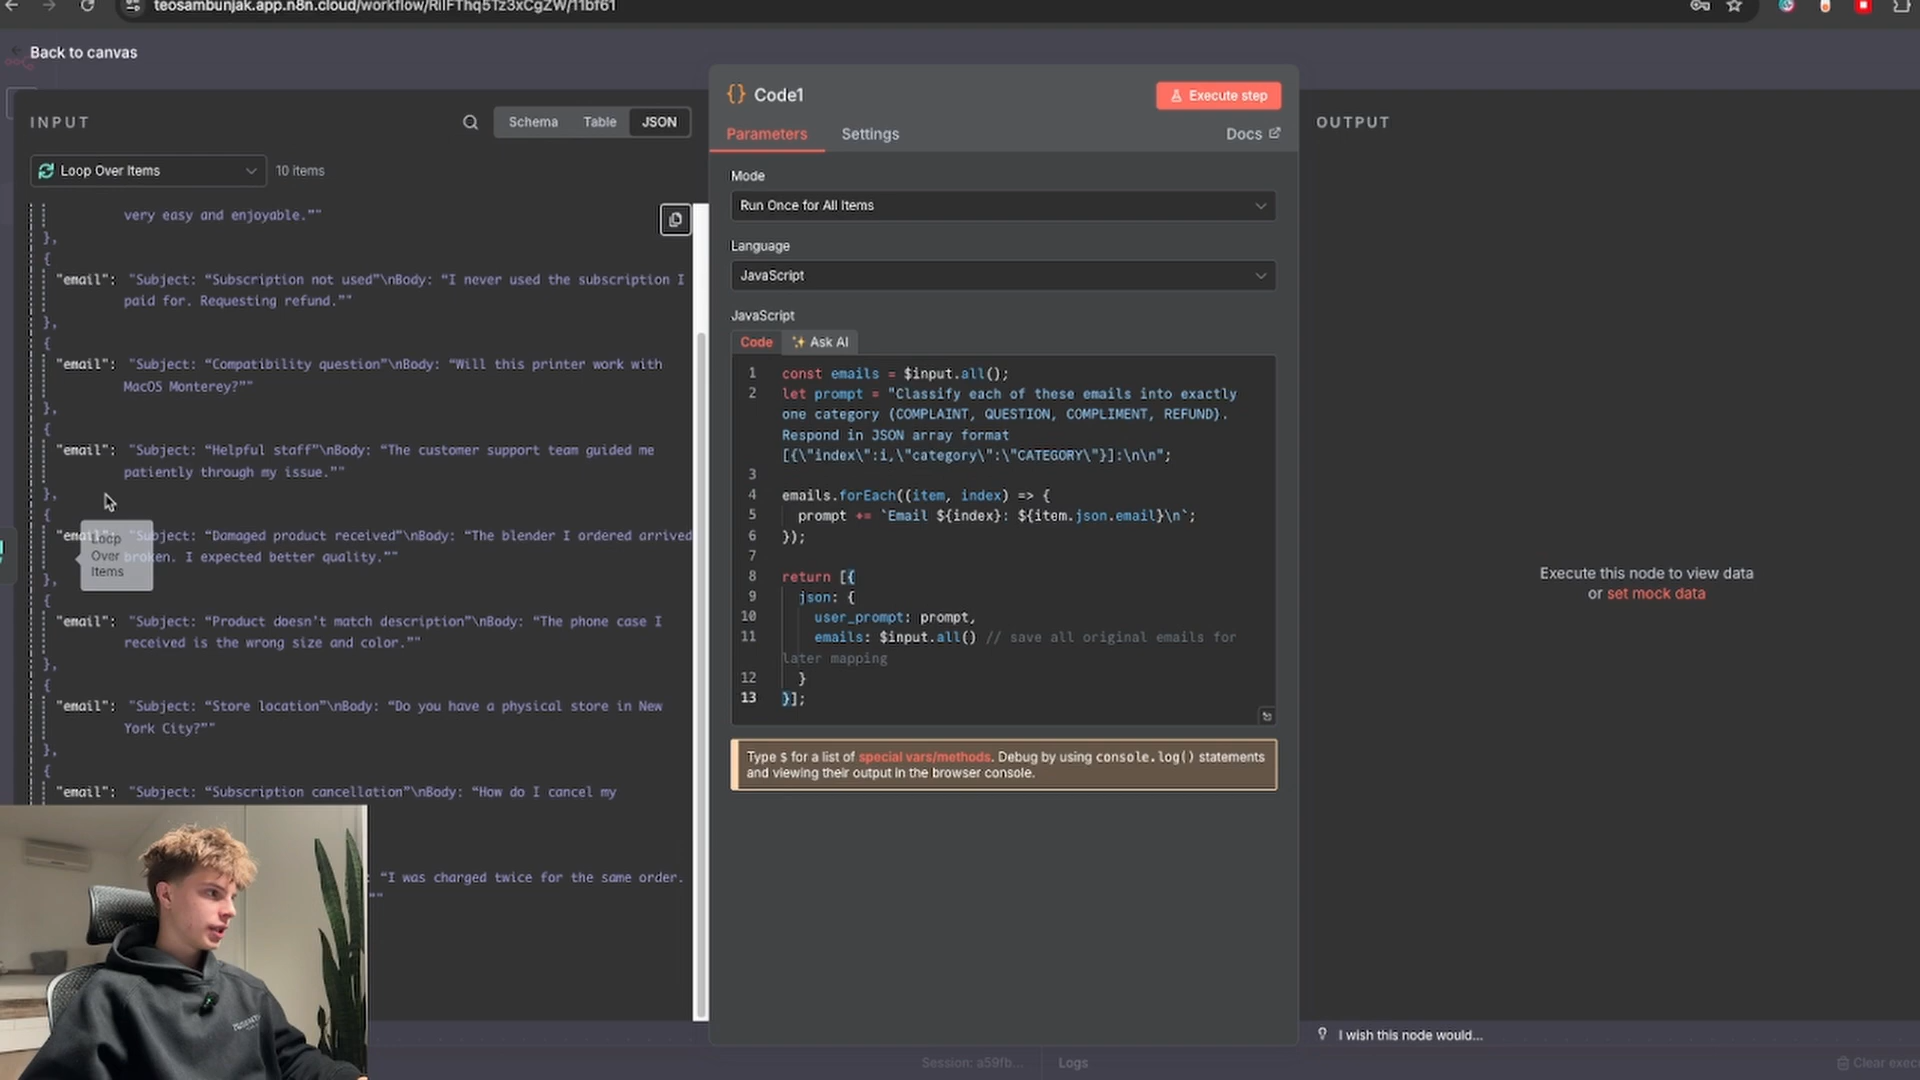 teosambunjak.app.n8n.cloud/workflow/RlIFThq5Tz3xCgZW/11bf61
Back to canvas
INPUT
Schema
Table
JSON
Loop Over Items
10 items
very easy and enjoyable.”"
},
{
"email": "Subject: “Subscription not used”\nBody: “I never used the subscription I
paid for. Requesting refund.”"
},
{
"email": "Subject: “Compatibility question”\nBody: “Will this printer work with
MacOS Monterey?”"
},
{
"email": "Subject: “Helpful staff”\nBody: “The customer support team guided me
patiently through my issue.”"
},
{
"email": "Subject: “Damaged product received”\nBody: “The blender I ordered arrived
broken. I expected better quality.”"
},
Loop
Over
Items
{
"email": "Subject: “Product doesn’t match description”\nBody: “The phone case I
received is the wrong size and color.”"
},
{
"email": "Subject: “Store location”\nBody: “Do you have a physical store in New
York City?”"
},
{
"email": "Subject: “Subscription cancellation”\nBody: “How do I cancel my
“I was charged twice for the same order.
”"
{} Code1
Execute step
Parameters
Settings
Docs
Mode
Run Once for All Items
Language
JavaScript
JavaScript
Code
Ask AI
1 const emails = $input.all();
2 let prompt = "Classify each of these emails into exactly
one category (COMPLAINT, QUESTION, COMPLIMENT, REFUND).
Respond in JSON array format
[{\"index\":i,\"category\":\"CATEGORY\"}]:\n\n";
3
4 emails.forEach((item, index) => {
5 prompt += `Email ${index}: ${item.json.email}\n`;
6 });
7
8 return [{
9 json: {
10 user_prompt: prompt,
11 emails: $input.all() // save all original emails for
later mapping
12 }
13 }];
Type $ for a list of special vars/methods. Debug by using console.log() statements
and viewing their output in the browser console.
OUTPUT
Execute this node to view data
or set mock data
I wish this node would...
Session: a59fb...
Logs
Clear exec